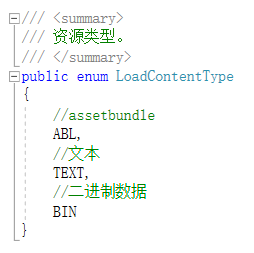 /// <summary>
/// 资源类型。
/// </summary>
public enum LoadContentType
{
    //assetbundle
    ABL,
    //文本
    TEXT,
    //二进制数据
    BIN
}